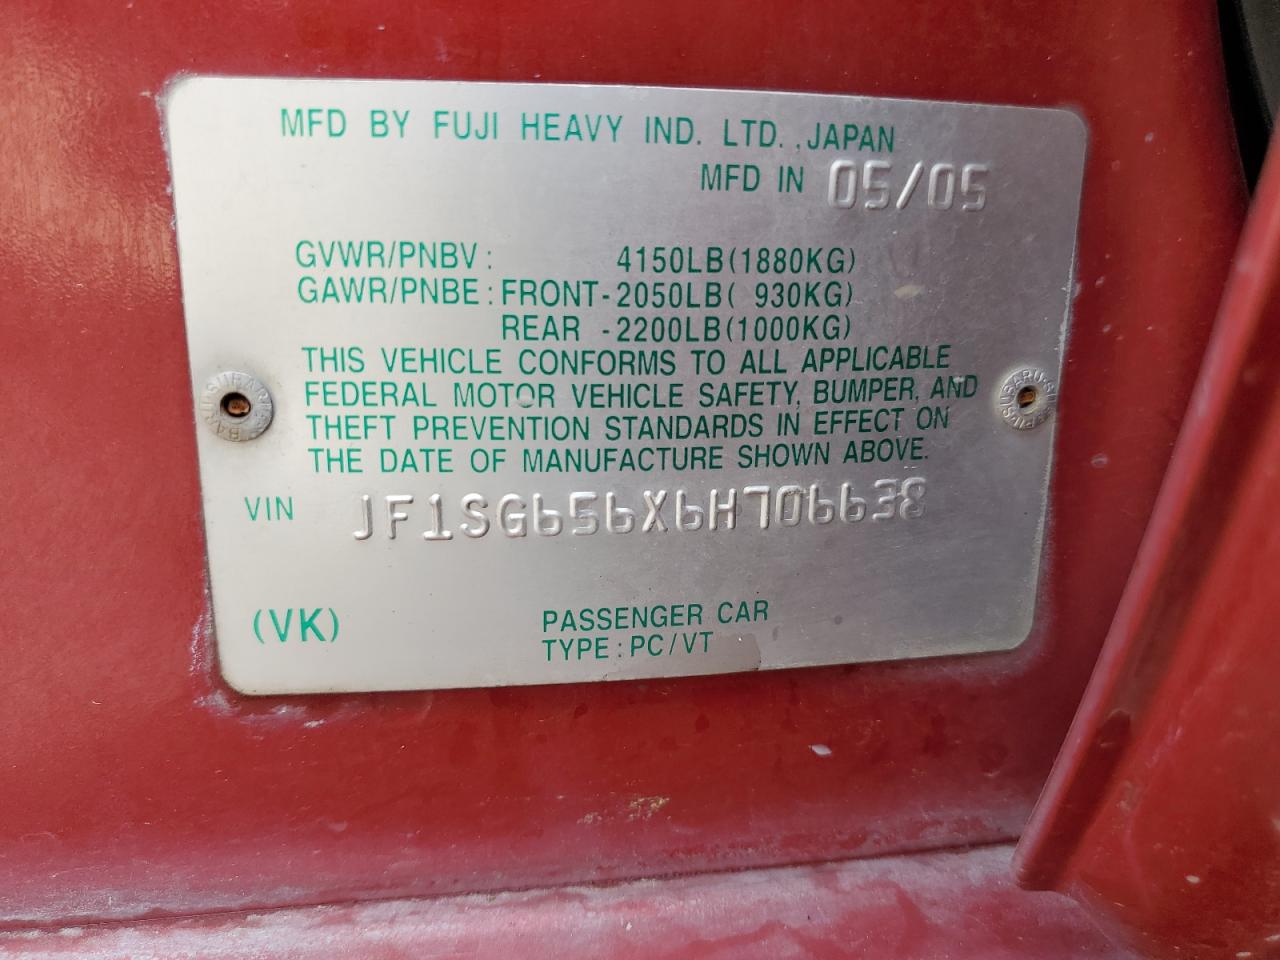 MFD BY FUJI HEAVY IND. LTD. ,JAPAN
MFD IN 05/05
GVWR/PNBV: 4150LB(1880KG)
GAWR/PNBE:FRONT-2050LB( 930KG)
REAR -2200LB(1000KG)
THIS VEHICLE CONFORMS TO ALL APPLICABLE
FEDERAL MOTOR VEHICLE SAFETY, BUMPER, AND
THEFT PREVENTION STANDARDS IN EFFECT ON
THE DATE OF MANUFACTURE SHOWN ABOVE.
VIN JF1SG656X6H706638
(VK) PASSENGER CAR
TYPE:PC/VT